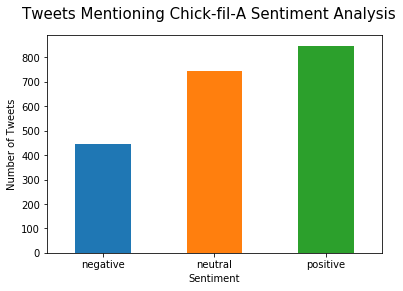 Tweets Mentioning Chick-fil-A Sentiment Analysis
800
700
600
500
400
300
200
100
0
Number of Tweets
negative neutral positive
Sentiment